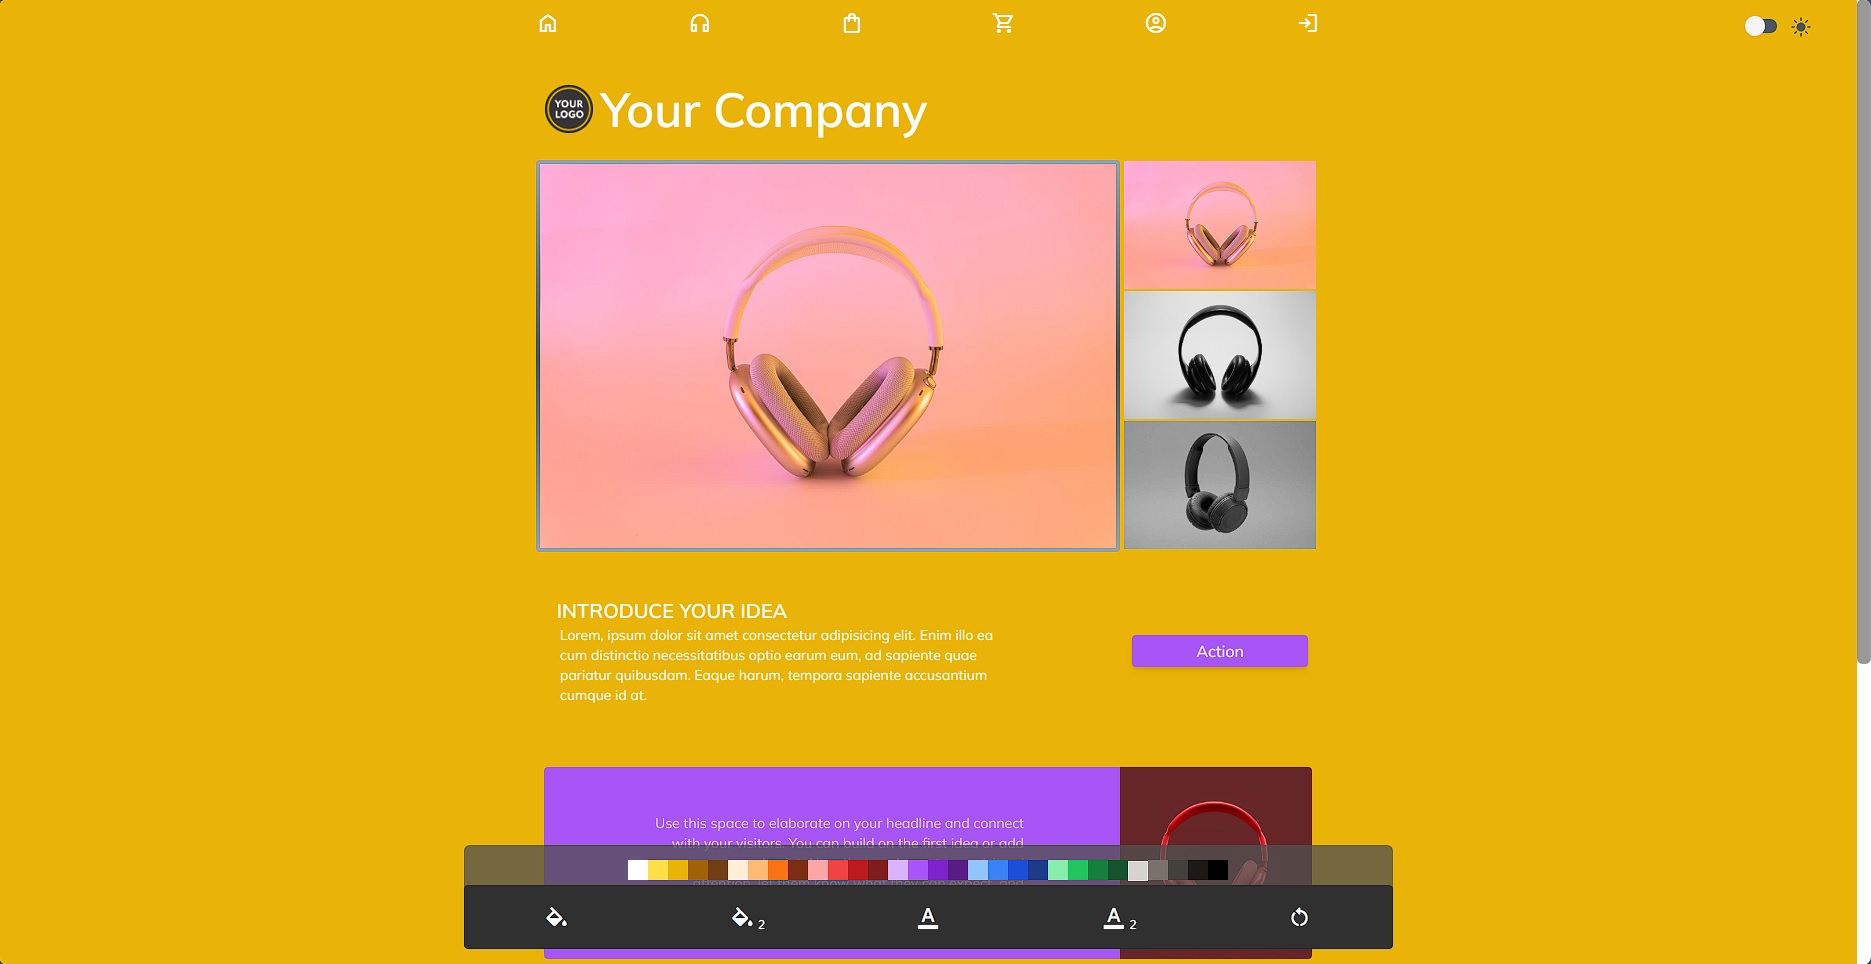 YOUR
LOGO
Your Company
INTRODUCE YOUR IDEA
Lorem, ipsum dolor sit amet consectetur adipisicing elit. Enim illo ea
cum distinctio necessitatibus optio earum eum, ad sapiente quae
pariatur quibusdam. Eaque harum, tempora sapiente accusantium
cumque id at.
Action
Use this space to elaborate on your headline and connect
with your visitors. You can build on the first idea or add
attention, let them know what they can expect, and
2
A
A 2